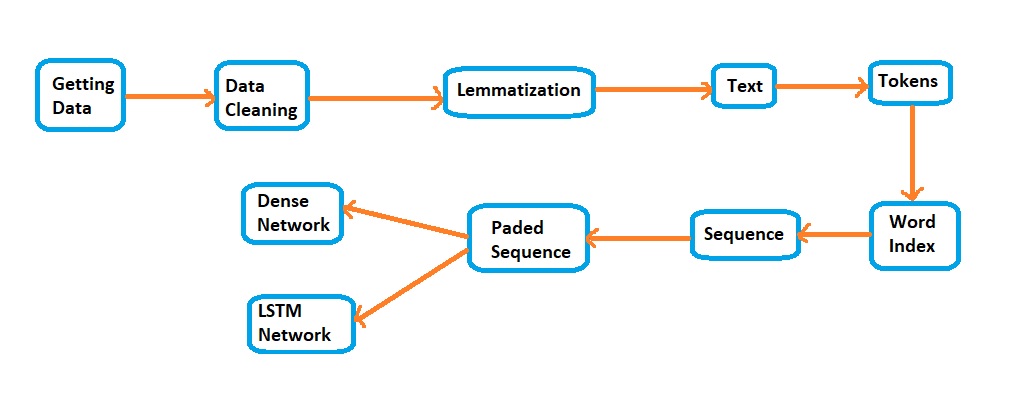 Getting
Data
Data
Cleaning
Lemmatization
Text
Tokens
Word
Index
Sequence
Paded
Sequence
Dense
Network
LSTM
Network